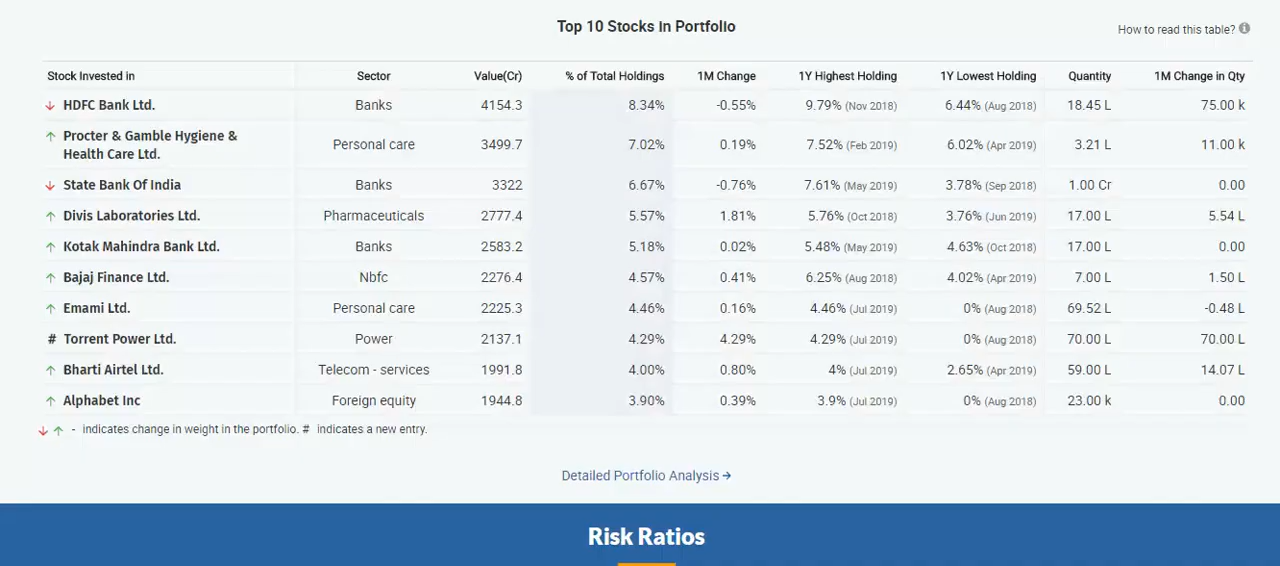 Top 10 Stocks in Portfolio
How to read this table?
Stock Invested in Sector Value(Cr) % of Total Holdings 1M Change 1Y Highest Holding 1Y Lowest Holding Quantity 1M Change in Qty
HDFC Bank Ltd. Banks 4154.3 8.34% -0.55% 9.79% (Nov 2018) 6.44% (Aug 2018) 18.45 L 75.00 k
Procter & Gamble Hygiene &
Health Care Ltd. Personal care 3499.7 7.02% 0.19% 7.52% (Feb 2019) 6.02% (Apr 2019) 3.21 L 11.00 k
State Bank Of India Banks 3322 6.67% -0.76% 7.61% (May 2019) 3.78% (Sep 2018) 1.00 Cr 0.00
Divis Laboratories Ltd. Pharmaceuticals 2777.4 5.57% 1.81% 5.76% (Oct 2018) 3.76% (Jun 2019) 17.00 L 5.54 L
Kotak Mahindra Bank Ltd. Banks 2583.2 5.18% 0.02% 5.48% (May 2019) 4.63% (Oct 2018) 17.00 L 0.00
Bajaj Finance Ltd. Nbfc 2276.4 4.57% 0.41% 6.25% (Aug 2018) 4.02% (Apr 2019) 7.00 L 1.50 L
Emami Ltd. Personal care 2225.3 4.46% 0.16% 4.46% (Jul 2019) 0% (Aug 2018) 69.52 L -0.48 L
# Torrent Power Ltd. Power 2137.1 4.29% 4.29% 4.29% (Jul 2019) 0% (Aug 2018) 70.00 L 70.00 L
Bharti Airtel Ltd. Telecom - services 1991.8 4.00% 0.80% 4% (Jul 2019) 2.65% (Apr 2019) 59.00 L 14.07 L
Alphabet Inc Foreign equity 1944.8 3.90% 0.39% 3.9% (Jul 2019) 0% (Aug 2018) 23.00 k 0.00
↓ ↑ - indicates change in weight in the portfolio. # indicates a new entry.
Detailed Portfolio Analysis →
Risk Ratios